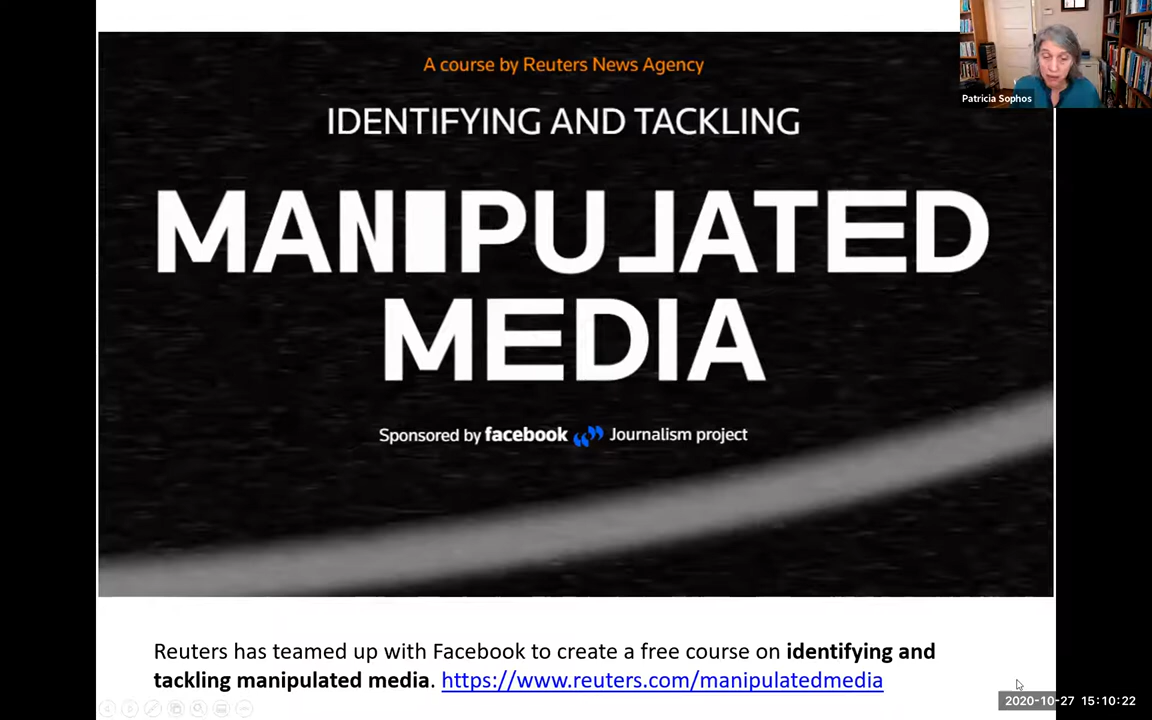 A course by Reuters News Agency
Patricia Sophos
IDENTIFYING AND TACKLING
MANIPULATED
MEDIA
Sponsored by facebook Journalism project
Reuters has teamed up with Facebook to create a free course on identifying and
tackling manipulated media. https://www.reuters.com/manipulatedmedia
2020-10-27 15:10:22